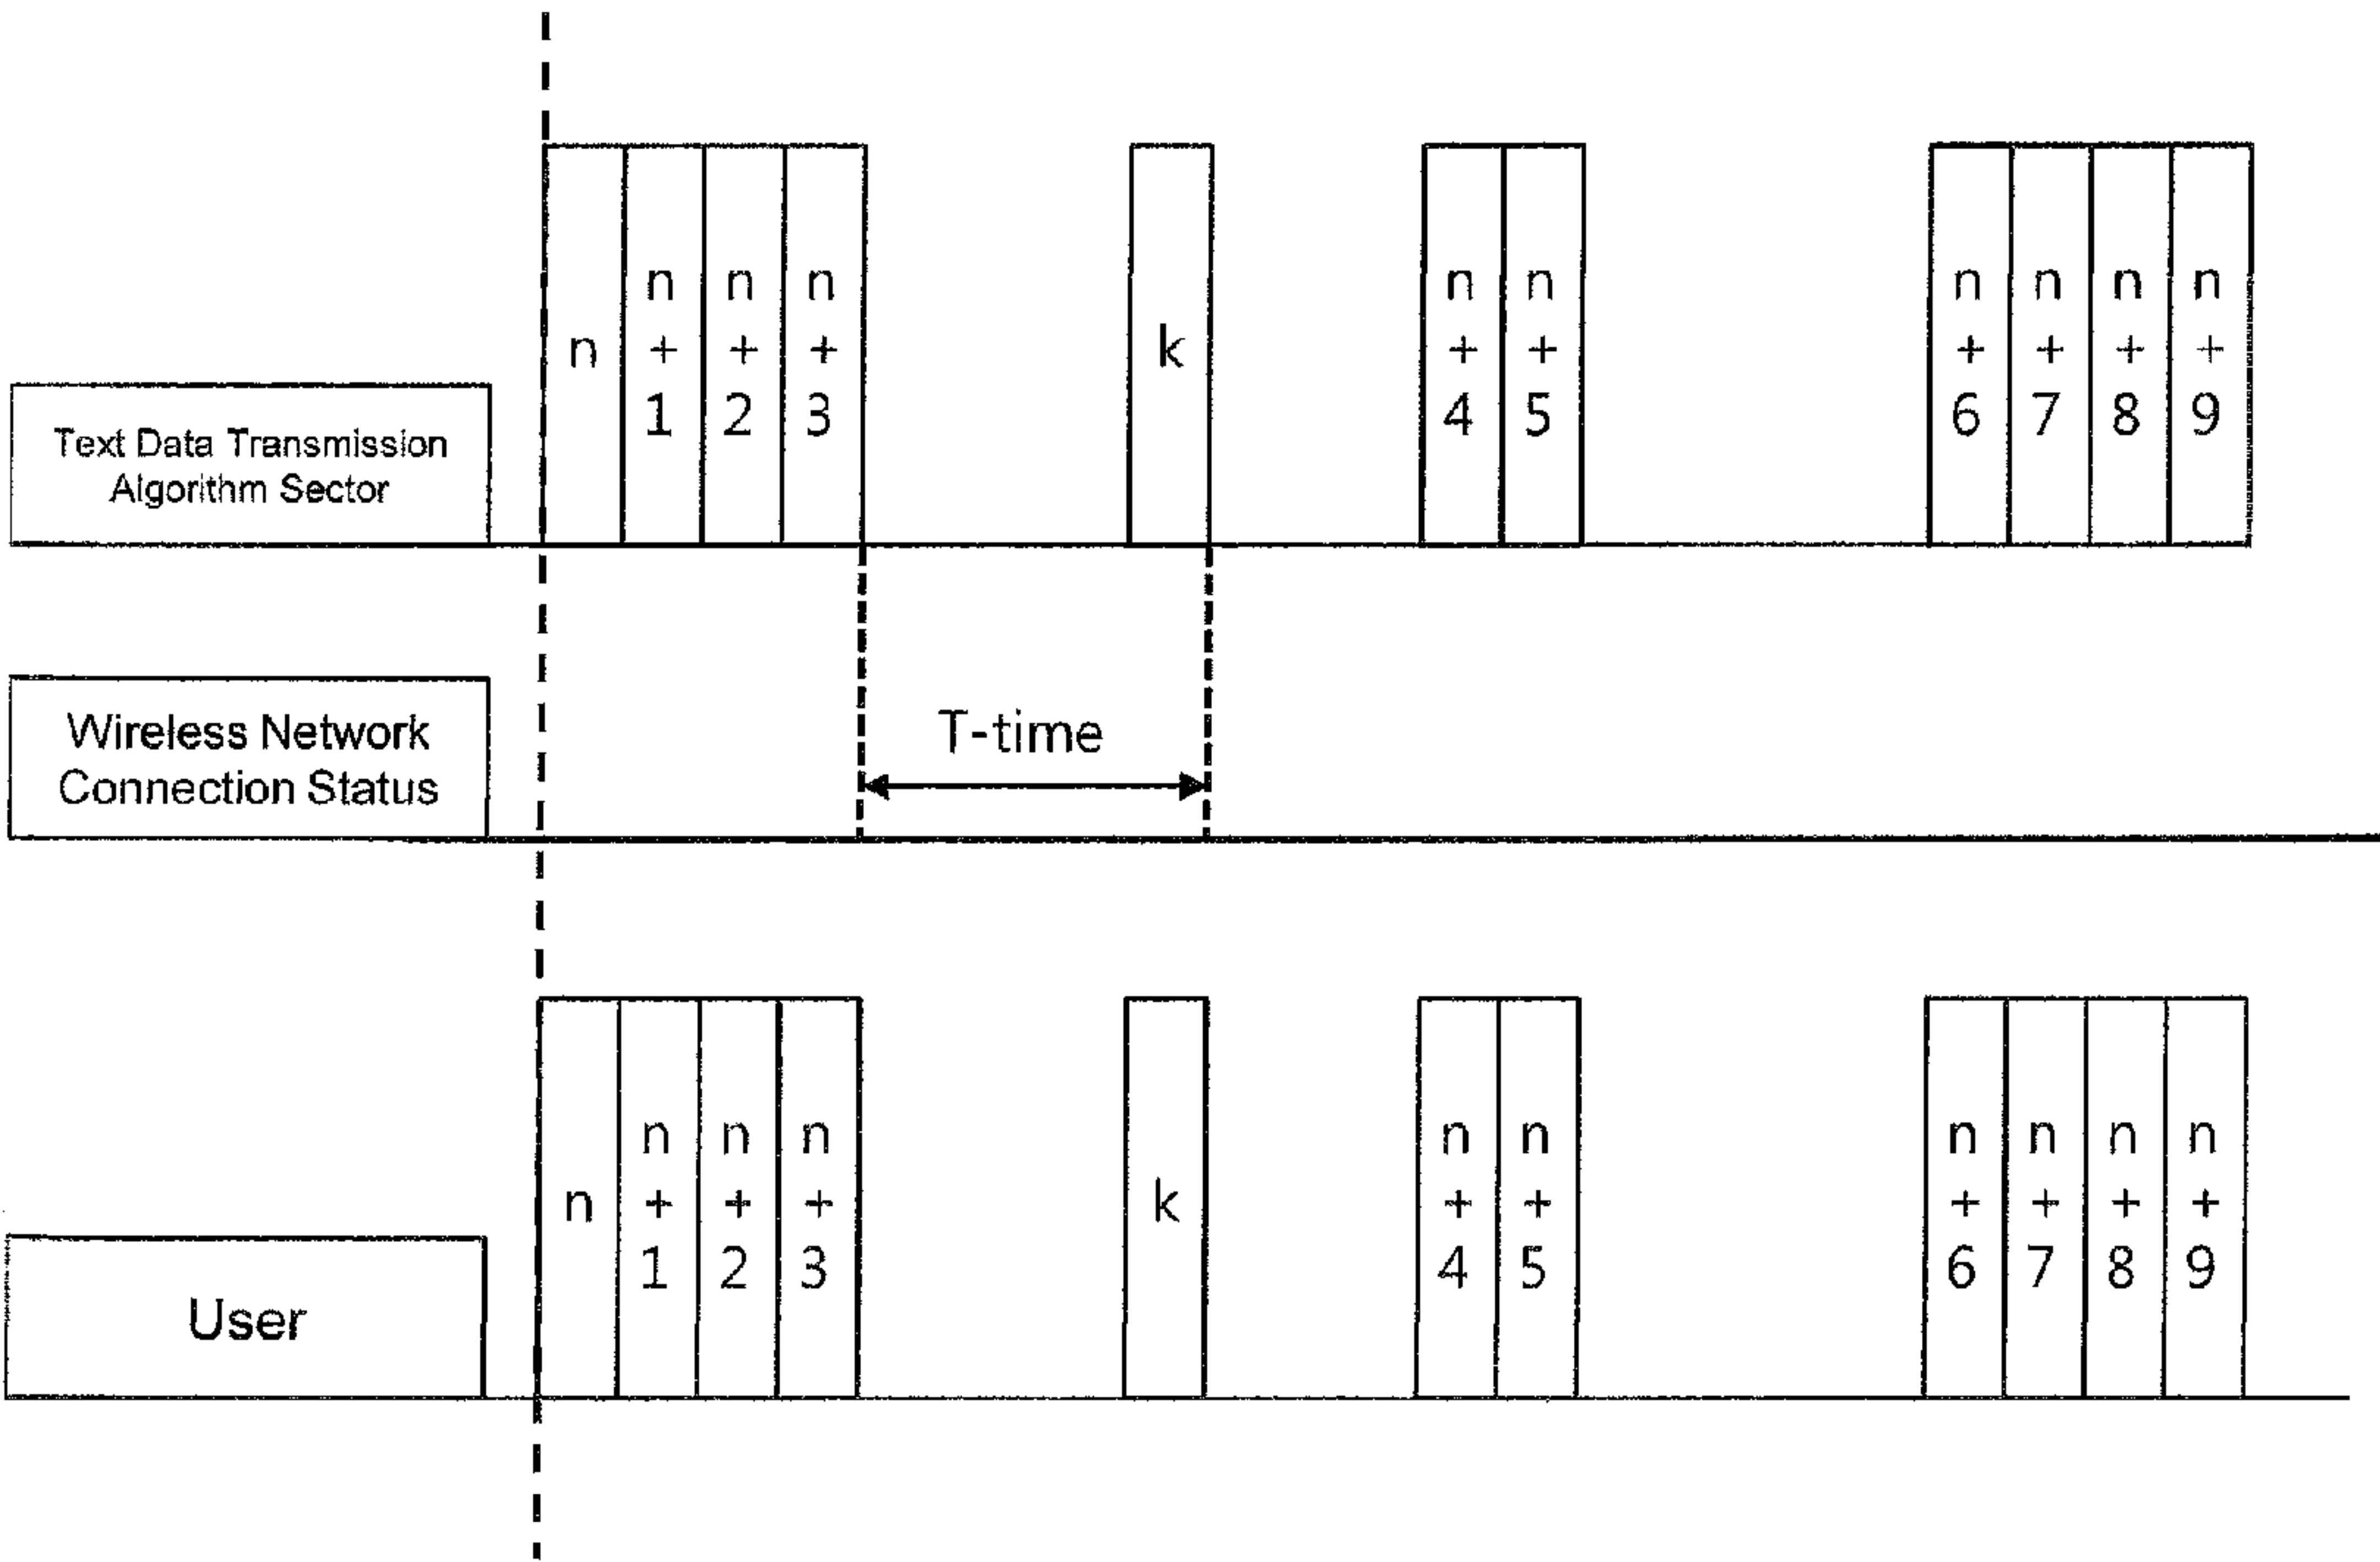 n
n
+
1
n
+
2
n
+
3
k
n
+
4
n
+
5
n
+
6
n
+
7
n
+
8
n
+
9
Text Data Transmission
Algorithm Sector
Wireless Network
Connection Status
T-time
n
n
+
1
n
+
2
n
+
3
k
n
+
4
n
+
5
n
+
6
n
+
7
n
+
8
n
+
9
User